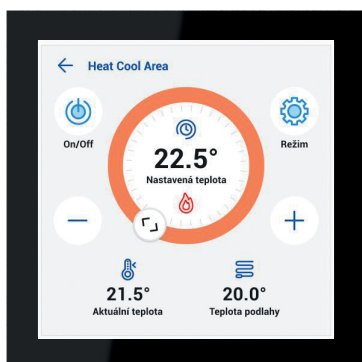 Heat Cool Area
On/Off
Režim
22.5°
Nastavená teplota
21.5°
Aktuální teplota
20.0°
Teplota podlahy